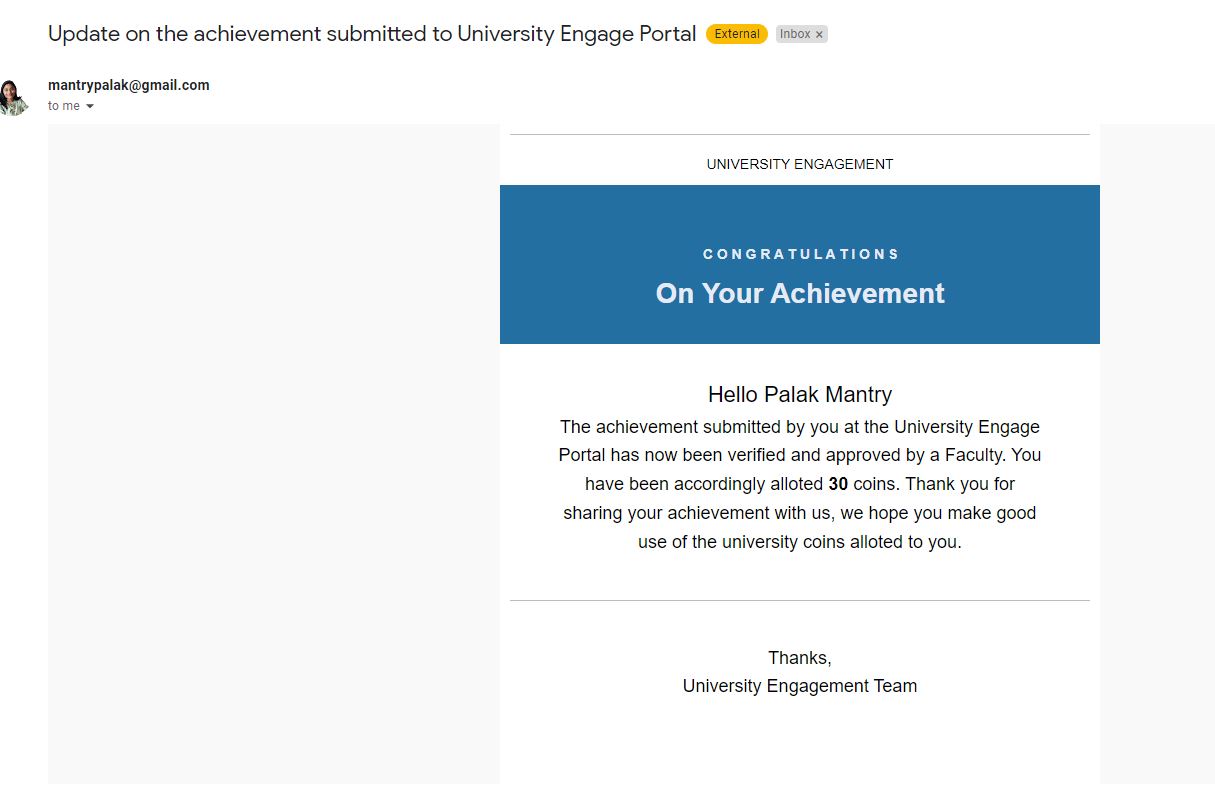 Update on the achievement submitted to University Engage Portal External Inbox ×
mantrypalak@gmail.com
to me
UNIVERSITY ENGAGEMENT
CONGRATULATIONS
On Your Achievement
Hello Palak Mantry
The achievement submitted by you at the University Engage
Portal has now been verified and approved by a Faculty. You
have been accordingly alloted 30 coins. Thank you for
sharing your achievement with us, we hope you make good
use of the university coins alloted to you.
Thanks,
University Engagement Team